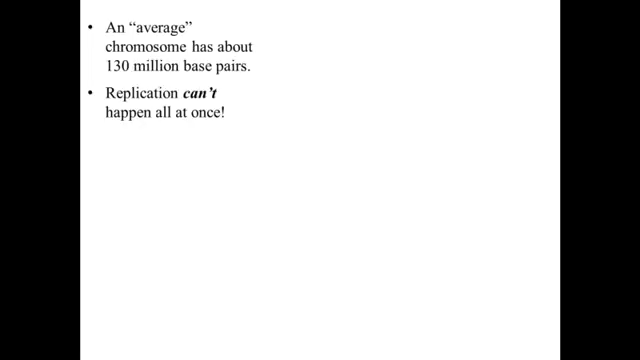 • An “average”
chromosome has about
130 million base pairs.
• Replication can’t
happen all at once!